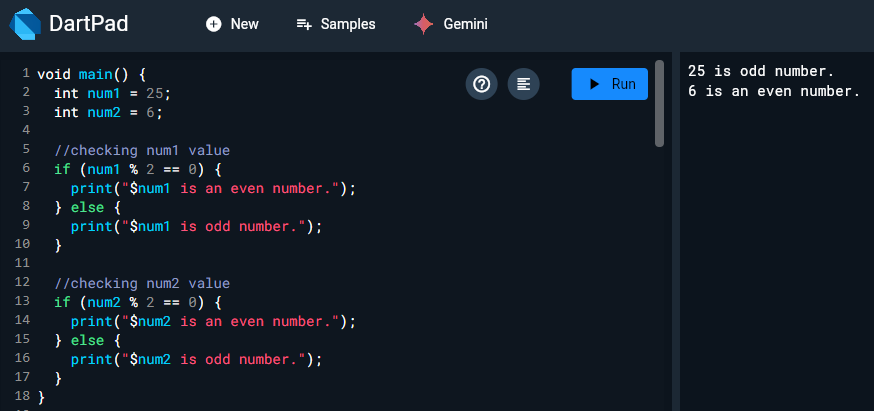 DartPad
New
Samples
Gemini
Run
1 void main() {
2   int num1 = 25;
3   int num2 = 6;
4
5   //checking num1 value
6   if (num1 % 2 == 0) {
7     print("$num1 is an even number.");
8   } else {
9     print("$num1 is odd number.");
10   }
11
12   //checking num2 value
13   if (num2 % 2 == 0) {
14     print("$num2 is an even number.");
15   } else {
16     print("$num2 is odd number.");
17   }
18 }
25 is odd number.
6 is an even number.